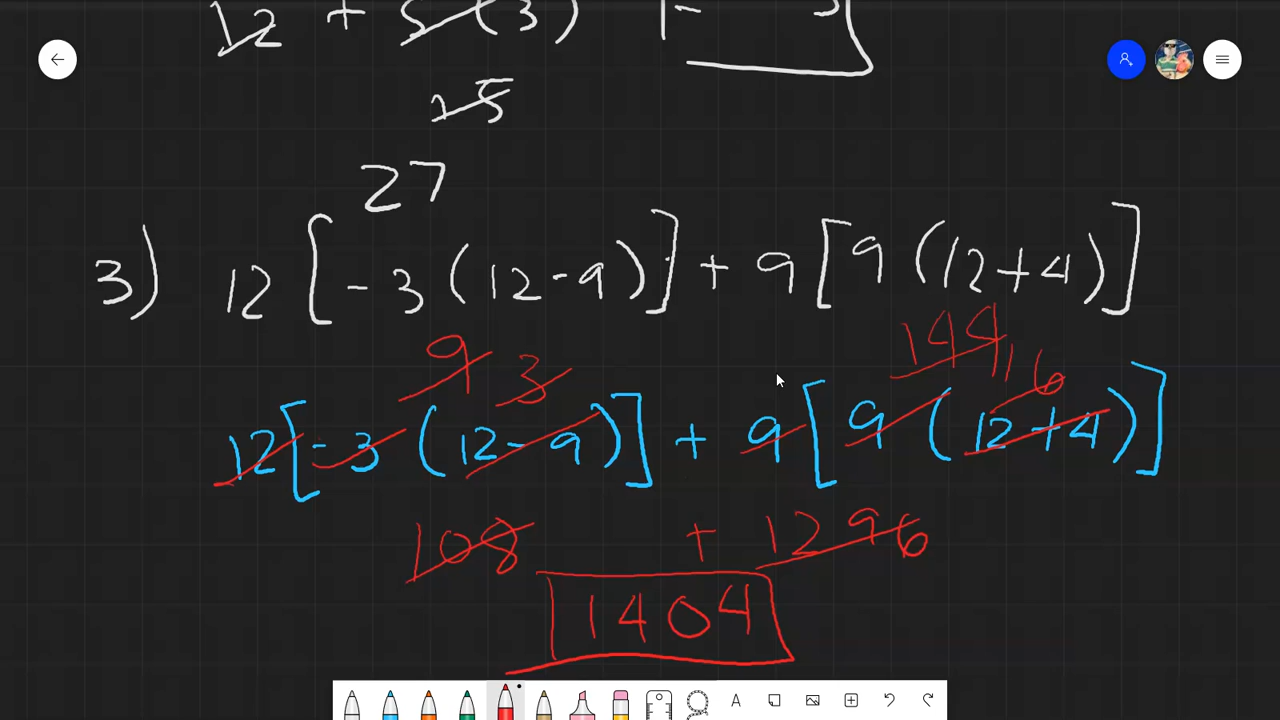 12 + 5(3)
15
27
3) 12[-3(12-9)] + 9[9(12+4)]
9 3 144 16
12[-3(12-9)] + 9[9(12+4)]
108 + 1296
1404
A